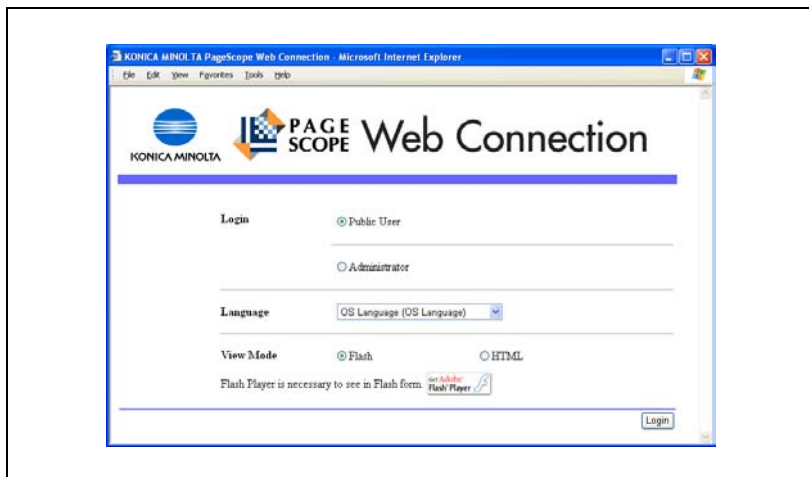 KONICA MINOLTA PageScope Web Connection - Microsoft Internet Explorer
File Edit View Favorites Tools Help
KONICA MINOLTA
PAGE SCOPE Web Connection
Login
Public User
Administrator
Language
OS Language (OS Language)
View Mode
Flash
HTML
Flash Player is necessary to see in Flash form.
Get Adobe Flash Player
Login